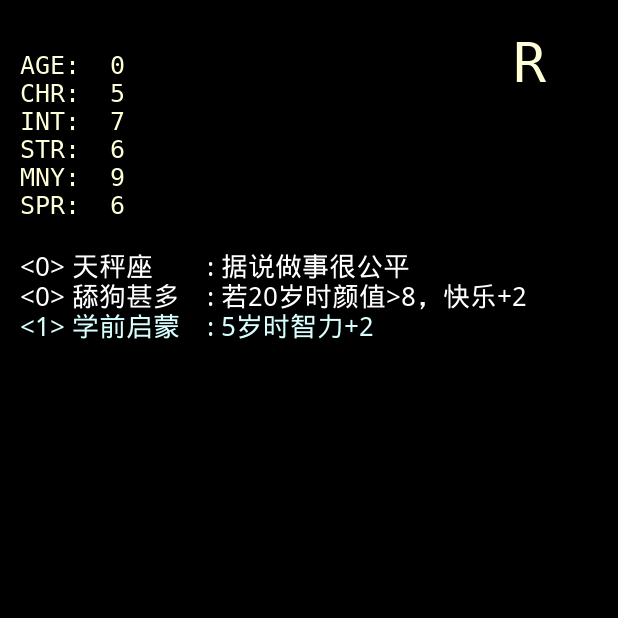 R
AGE: 0
CHR: 5
INT: 7
STR: 6
MNY: 9
SPR: 6
<0> 天秤座 : 据说做事很公平
<0> 舔狗甚多 : 若20岁时颜值>8，快乐+2
<1> 学前启蒙 : 5岁时智力+2